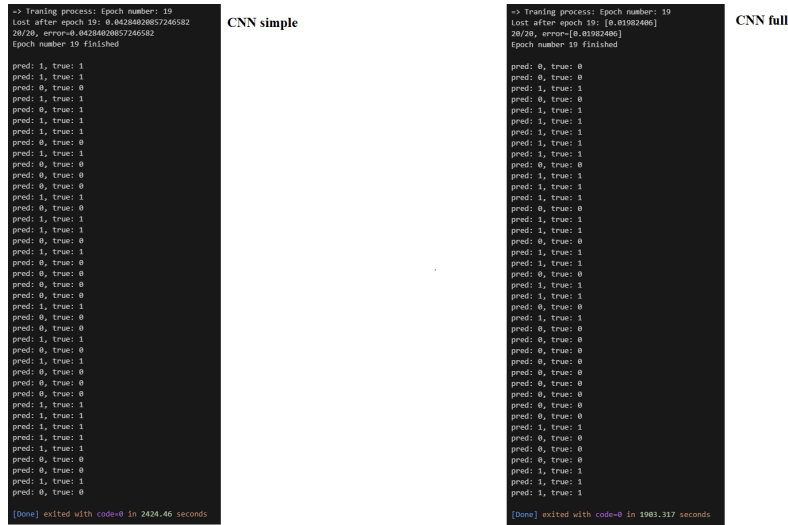 => Traning process: Epoch number: 19
Lost after epoch 19: 0.04284020857246582
20/20, error=0.04284020857246582
Epoch number 19 finished
pred: 1, true: 1
pred: 1, true: 1
pred: 0, true: 0
pred: 1, true: 1
pred: 0, true: 1
pred: 1, true: 1
pred: 1, true: 1
pred: 0, true: 0
pred: 1, true: 1
pred: 0, true: 0
pred: 0, true: 0
pred: 0, true: 0
pred: 1, true: 1
pred: 0, true: 0
pred: 1, true: 1
pred: 1, true: 1
pred: 0, true: 0
pred: 1, true: 1
pred: 0, true: 0
pred: 0, true: 0
pred: 0, true: 0
pred: 0, true: 0
pred: 1, true: 1
pred: 0, true: 0
pred: 0, true: 0
pred: 1, true: 1
pred: 0, true: 0
pred: 1, true: 1
pred: 0, true: 0
pred: 0, true: 0
pred: 0, true: 0
pred: 1, true: 1
pred: 1, true: 1
pred: 1, true: 1
pred: 1, true: 1
pred: 1, true: 1
pred: 0, true: 0
pred: 0, true: 0
pred: 1, true: 1
pred: 0, true: 0
[Done] exited with code=0 in 2424.46 seconds
CNN simple
=> Traning process: Epoch number: 19
Lost after epoch 19: [0.01982406]
20/20, error=[0.01982406]
Epoch number 19 finished
pred: 0, true: 0
pred: 0, true: 0
pred: 1, true: 1
pred: 0, true: 0
pred: 1, true: 1
pred: 1, true: 1
pred: 1, true: 1
pred: 1, true: 1
pred: 1, true: 1
pred: 0, true: 0
pred: 1, true: 1
pred: 1, true: 1
pred: 1, true: 1
pred: 0, true: 0
pred: 1, true: 1
pred: 1, true: 1
pred: 0, true: 0
pred: 1, true: 1
pred: 1, true: 1
pred: 0, true: 0
pred: 1, true: 1
pred: 1, true: 1
pred: 0, true: 0
pred: 1, true: 1
pred: 0, true: 0
pred: 0, true: 0
pred: 0, true: 0
pred: 0, true: 0
pred: 0, true: 0
pred: 0, true: 0
pred: 0, true: 0
pred: 0, true: 0
pred: 0, true: 0
pred: 1, true: 1
pred: 0, true: 0
pred: 0, true: 0
pred: 0, true: 0
pred: 1, true: 1
pred: 1, true: 1
pred: 1, true: 1
[Done] exited with code=0 in 1903.317 seconds
CNN full